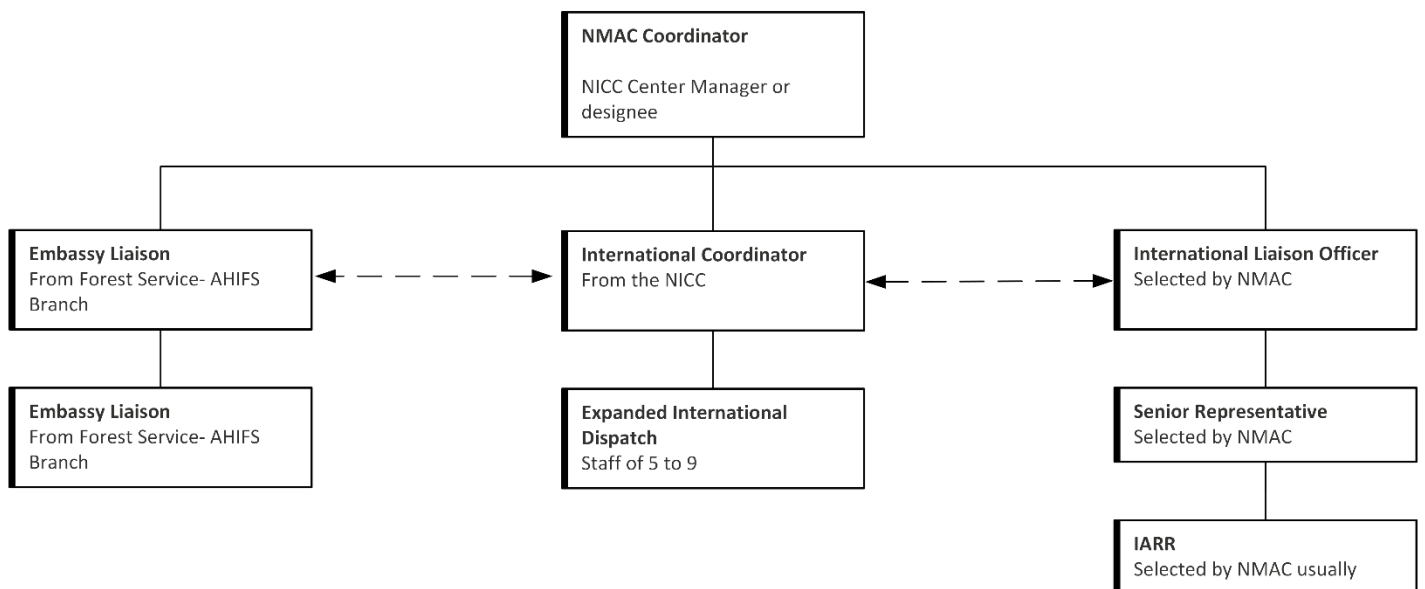 NMAC Coordinator
NICC Center Manager or
designee
Embassy Liaison
From Forest Service- AHIFS
Branch
International Coordinator
From the NICC
International Liaison Officer
Selected by NMAC
Embassy Liaison
From Forest Service- AHIFS
Branch
Expanded International
Dispatch
Staff of 5 to 9
Senior Representative
Selected by NMAC
IARR
Selected by NMAC usually